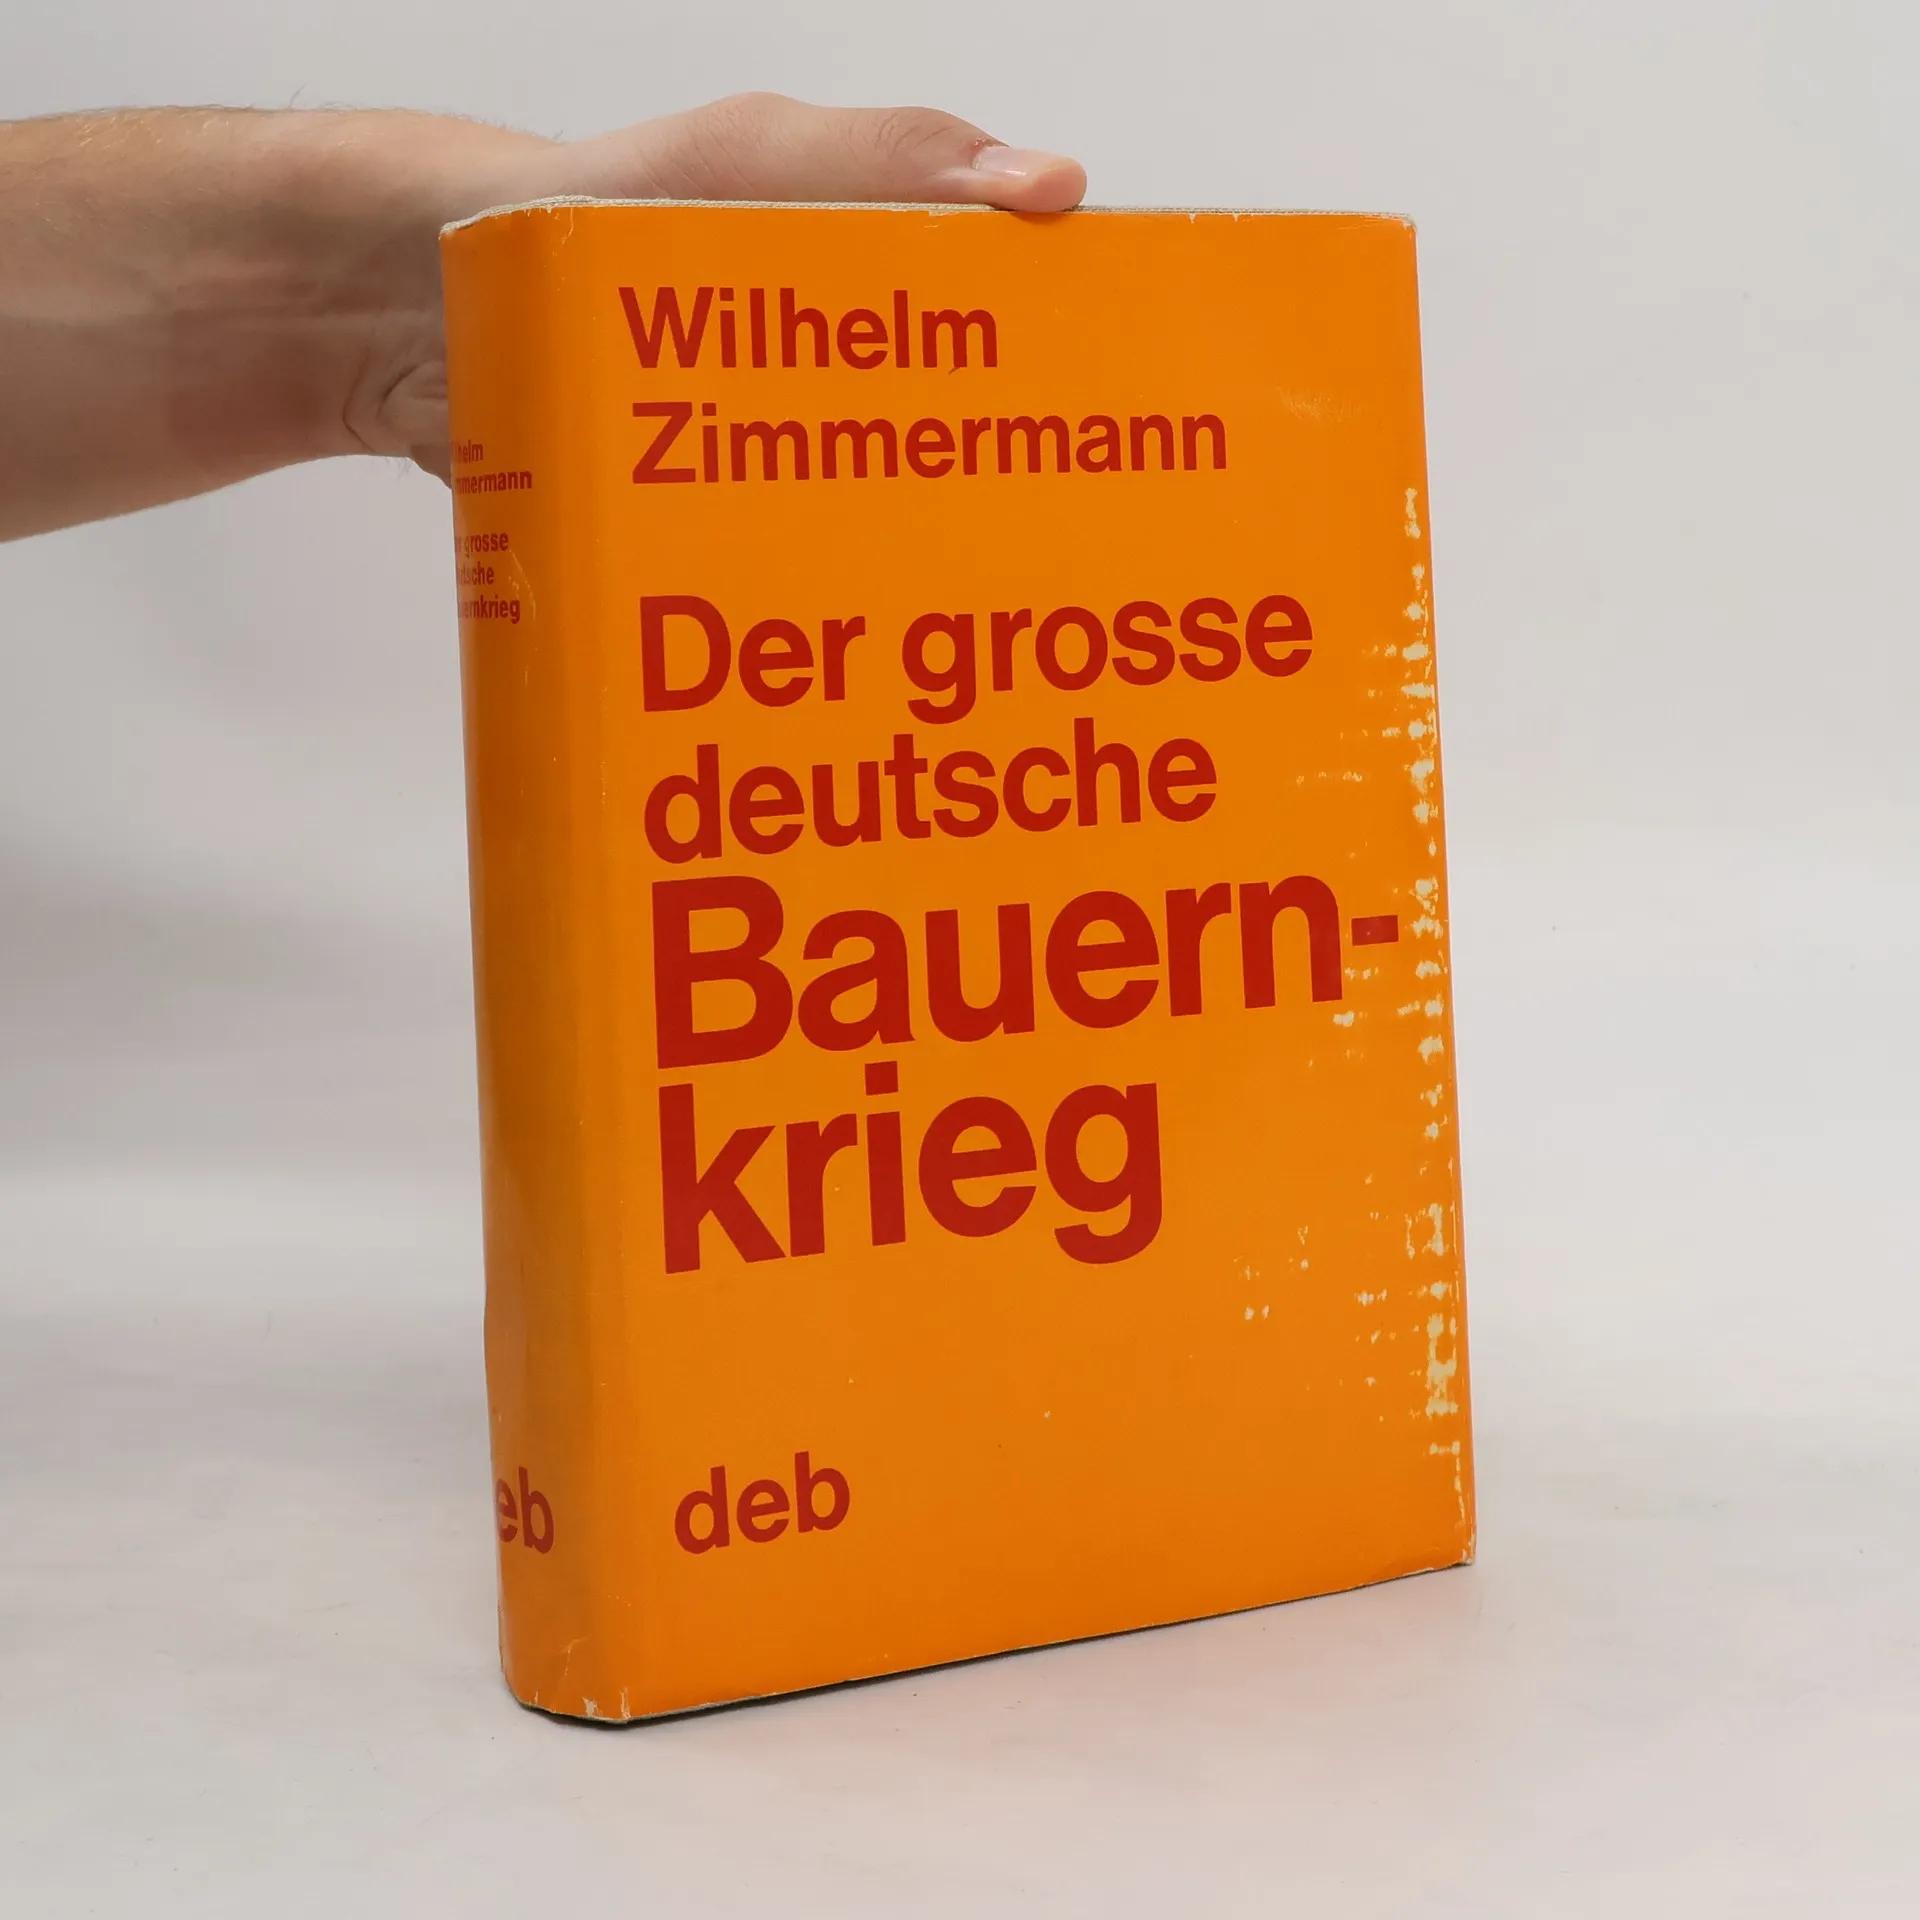 Wilhelm
Zimmermann
Der grosse
deutsche
Bauern-
krieg
deb